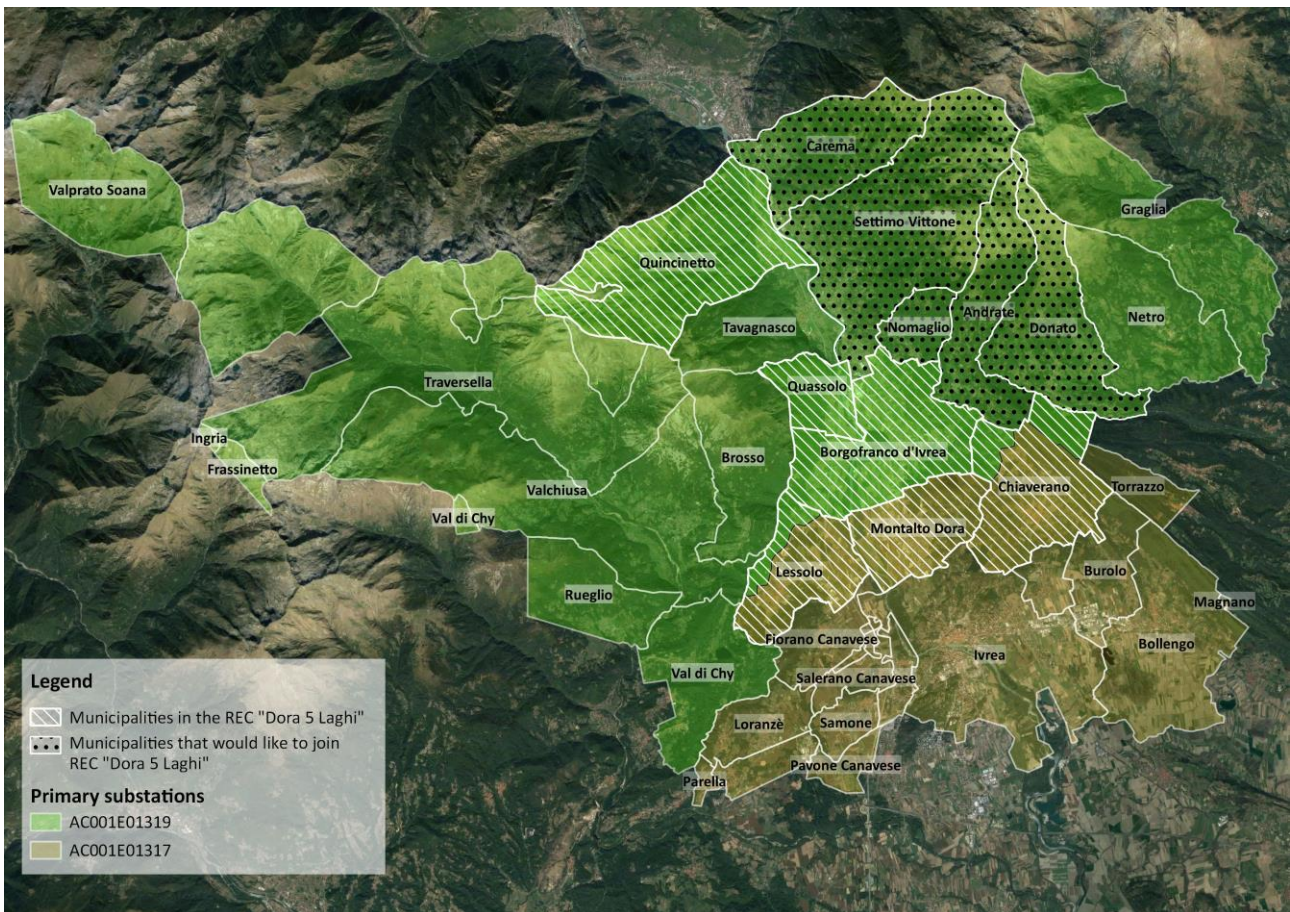 Carema
Valprato Soana
Graglia
Settimo Vittone
Quincinetto
Andrate
Netro
Tavagnasco
Nomaglio
Donato
Traversella
Quassolo
Ingria
Borgofranco d'Ivrea
Brosso
Frassinetto
Valchiusa
Chiaverano
Torrazzo
Val di Chy
Montalto Dora
Lessolo
Burolo
Rueglio
Magnano
Fiorano Canavese
Bollengo
Ivrea
Val di Chy
Salerano Canavese
Loranzè
Samone
Pavone Canavese
Parella
Legend
Municipalities in the REC "Dora 5 Laghi"
Municipalities that would like to join
REC "Dora 5 Laghi"
Primary substations
AC001E01319
AC001E01317